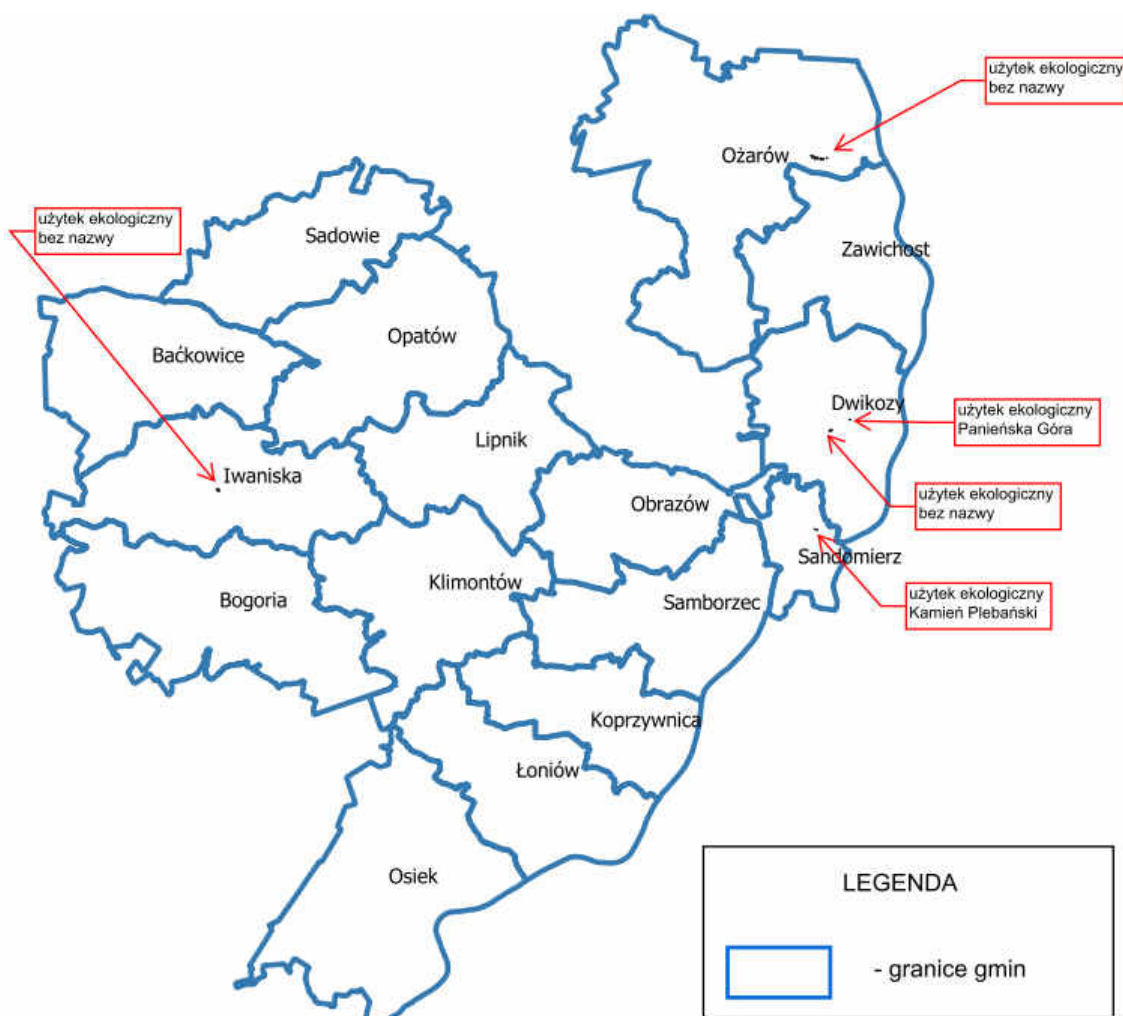 użytek ekologiczny
bez nazwy
Ożarów
użytek ekologiczny
bez nazwy
Sadowie
Zawichost
Opatów
Baćkowice
Dwikozy
użytek ekologiczny
Panieńska Góra
Lipnik
Iwaniska
Obrazów
użytek ekologiczny
bez nazwy
Sandomierz
Klimontów
Bogoria
Samborzec
użytek ekologiczny
Kamień Plebański
Koprzywnica
Łoniów
Osiek
LEGENDA
- granice gmin